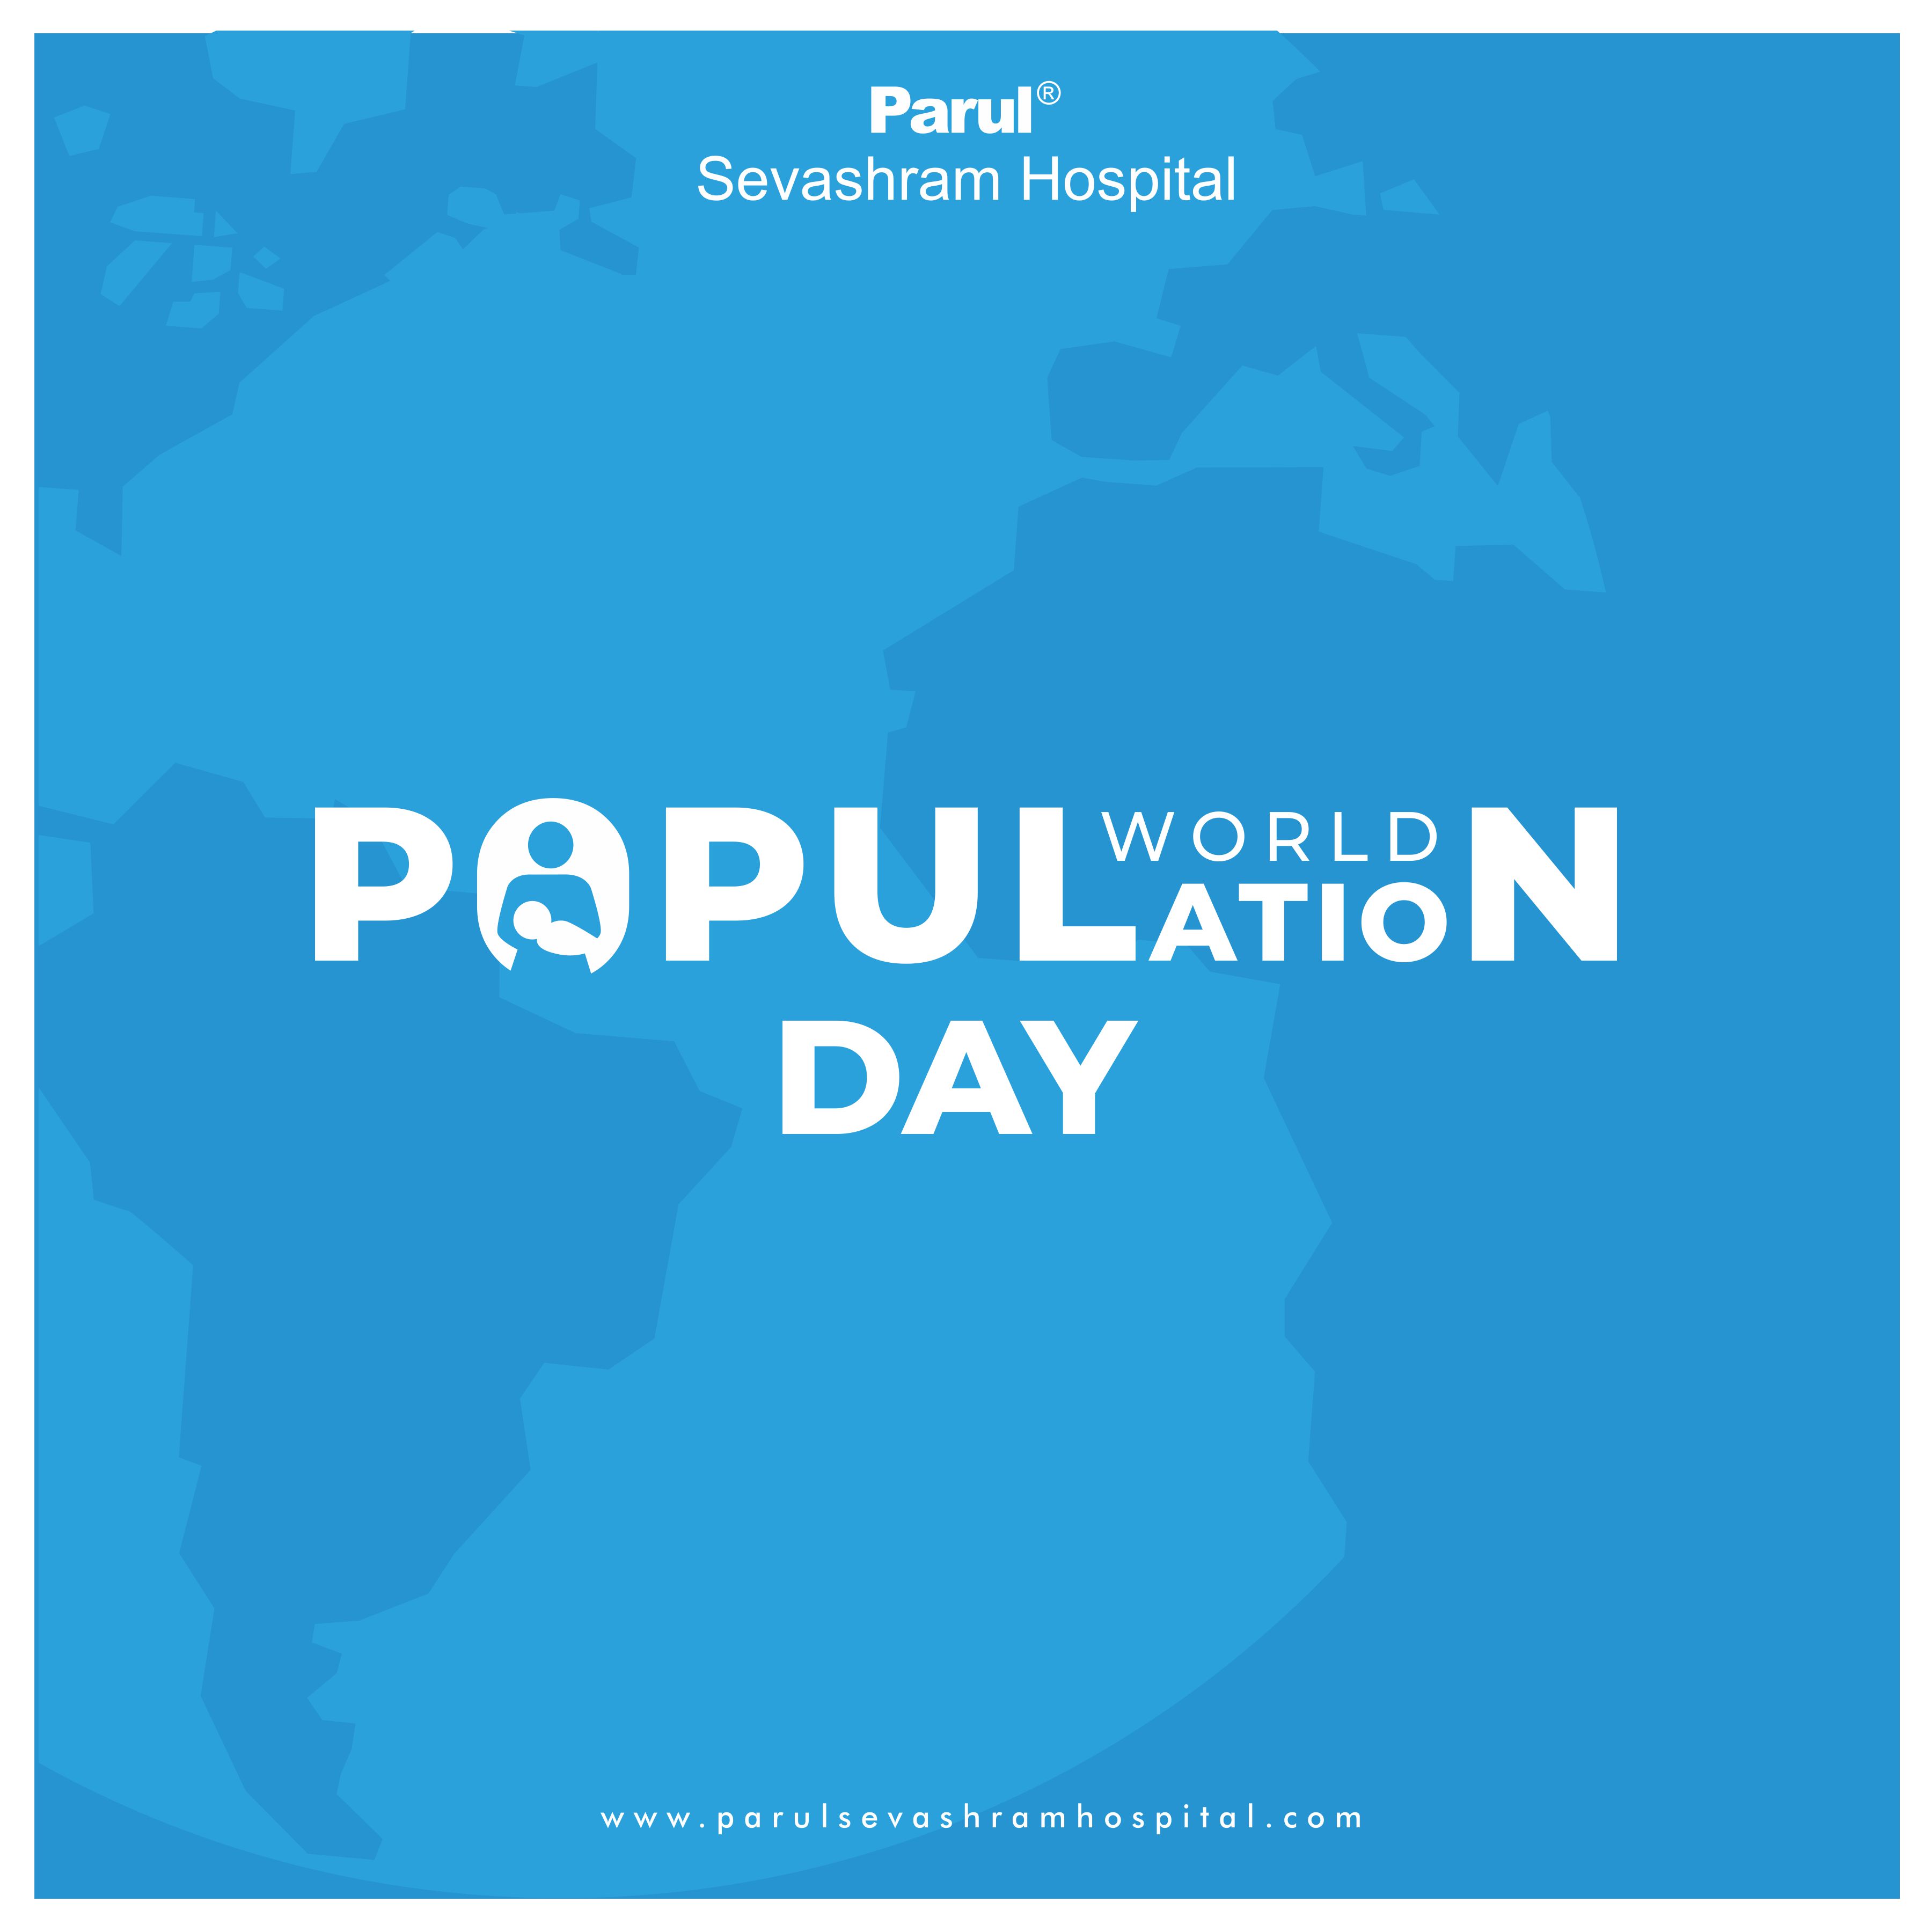 Parul®
Sevashram Hospital
WORLD
POPULATION
DAY
www.parulsevashramhospital.com